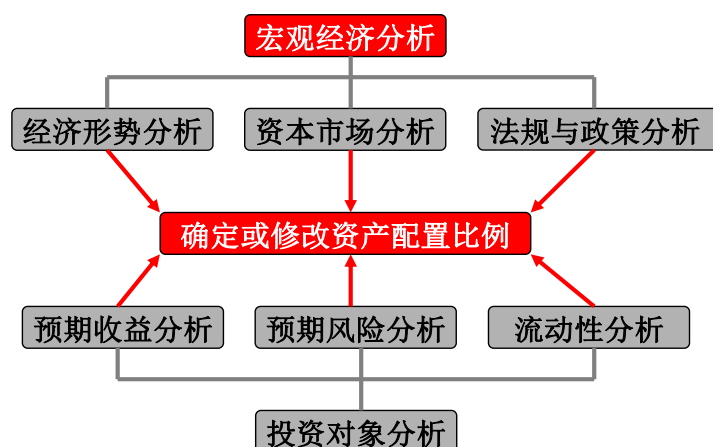 宏观经济分析
经济形势分析
资本市场分析
法规与政策分析
确定或修改资产配置比例
预期收益分析
预期风险分析
流动性分析
投资对象分析